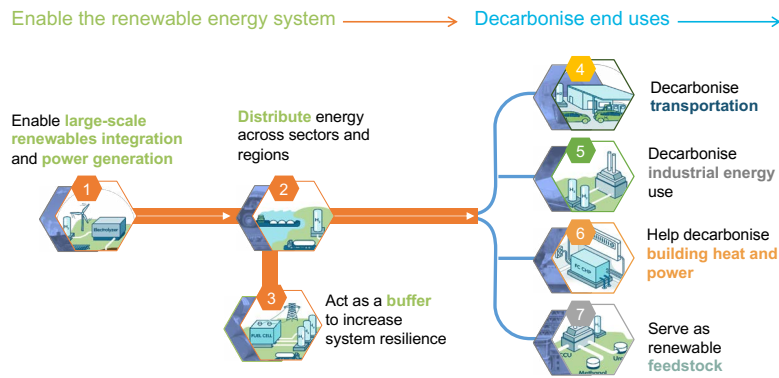 Enable the renewable energy system
Decarbonise end uses
Enable large-scale
renewables integration
and power generation
1
Electrolyser
Distribute energy
across sectors and
regions
2
3
FUEL CELL
Act as a buffer
to increase
system resilience
4
Decarbonise
transportation
5
Decarbonise
industrial energy
use
6
FC CHP
Help decarbonise
building heat and
power
7
CCU
Methanol
Serve as
renewable
feedstock